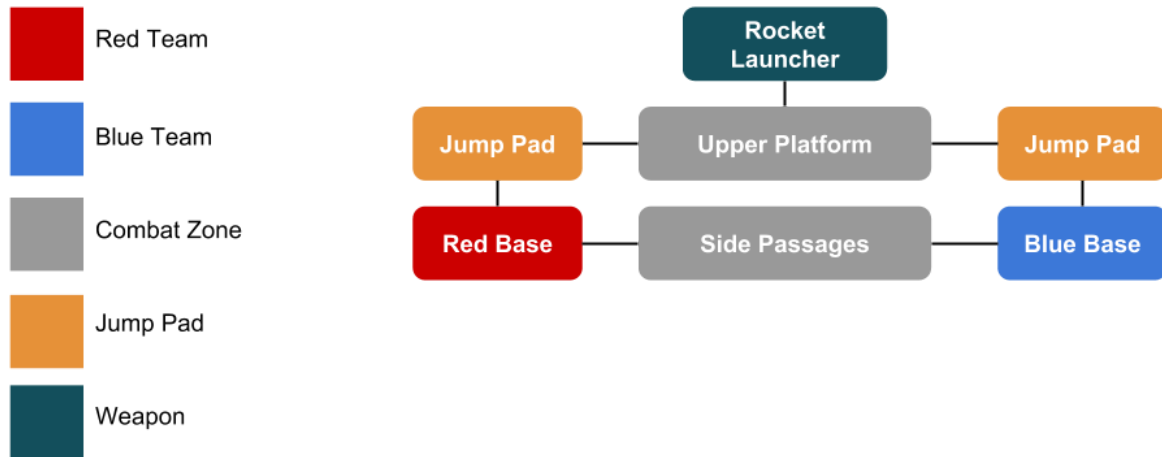 Red Team
Blue Team
Combat Zone
Jump Pad
Weapon
Rocket
Launcher
Jump Pad
Upper Platform
Jump Pad
Red Base
Side Passages
Blue Base